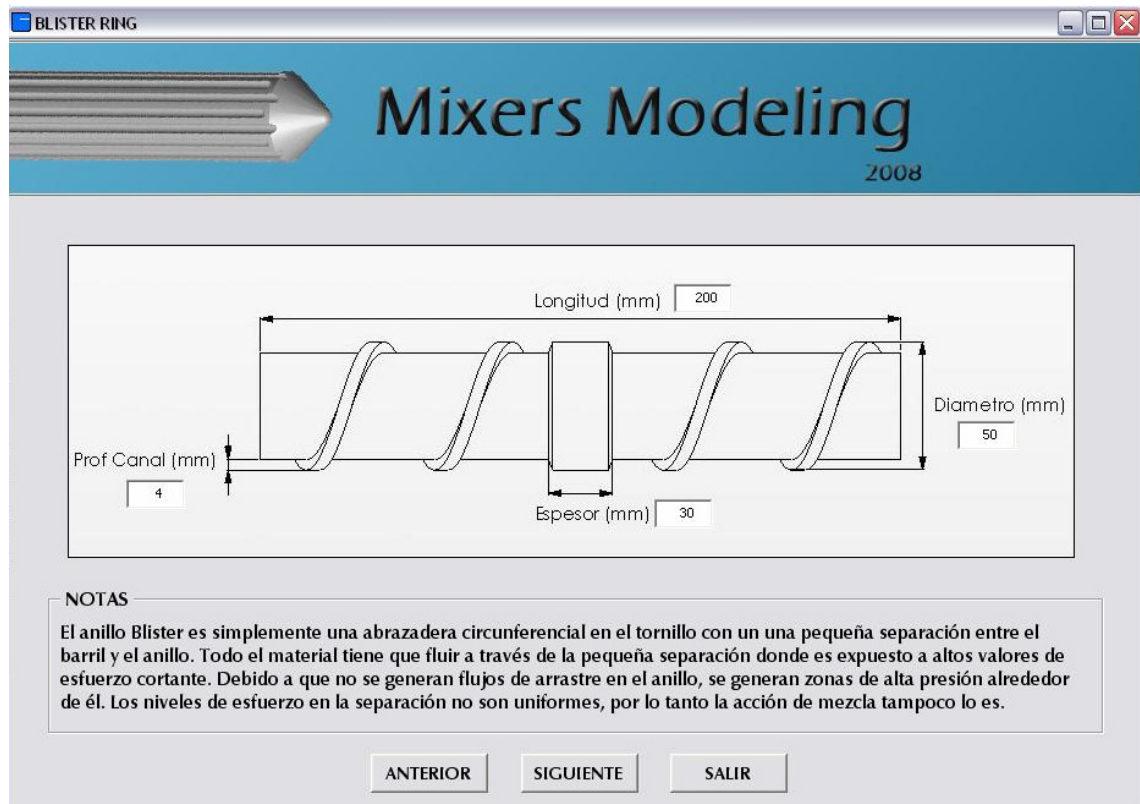 BLISTER RING
Mixers Modeling
2008
Longitud (mm) 200
Diametro (mm)
50
Prof Canal (mm)
4
Espesor (mm) 30
NOTAS
El anillo Blister es simplemente una abrazadera circunferencial en el tornillo con un una pequeña separación entre el
barril y el anillo. Todo el material tiene que fluir a través de la pequeña separación donde es expuesto a altos valores de
esfuerzo cortante. Debido a que no se generan flujos de arrastre en el anillo, se generan zonas de alta presión alrededor
de él. Los niveles de esfuerzo en la separación no son uniformes, por lo tanto la acción de mezcla tampoco lo es.
ANTERIOR SIGUIENTE SALIR